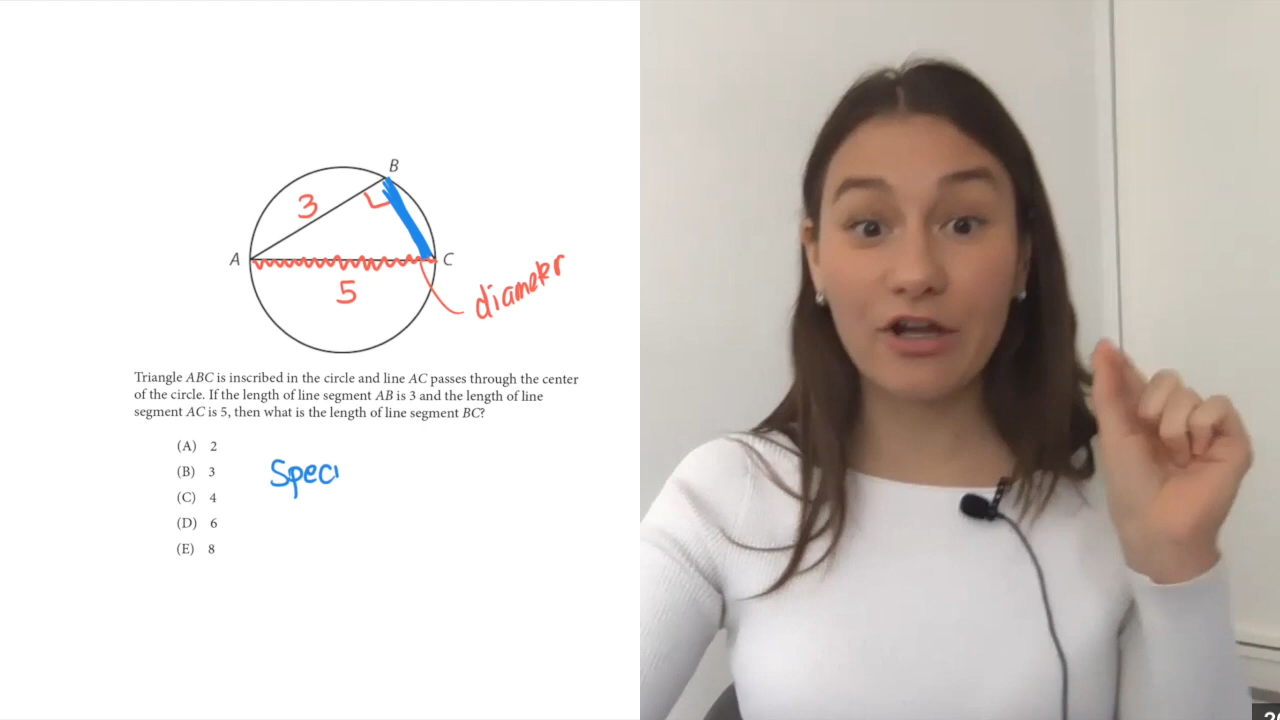 B
3
A
C
5
diameter
Triangle ABC is inscribed in the circle and line AC passes through the center
of the circle. If the length of line segment AB is 3 and the length of line
segment AC is 5, then what is the length of line segment BC?
(A) 2
(B) 3
(C) 4
(D) 6
(E) 8
Speci